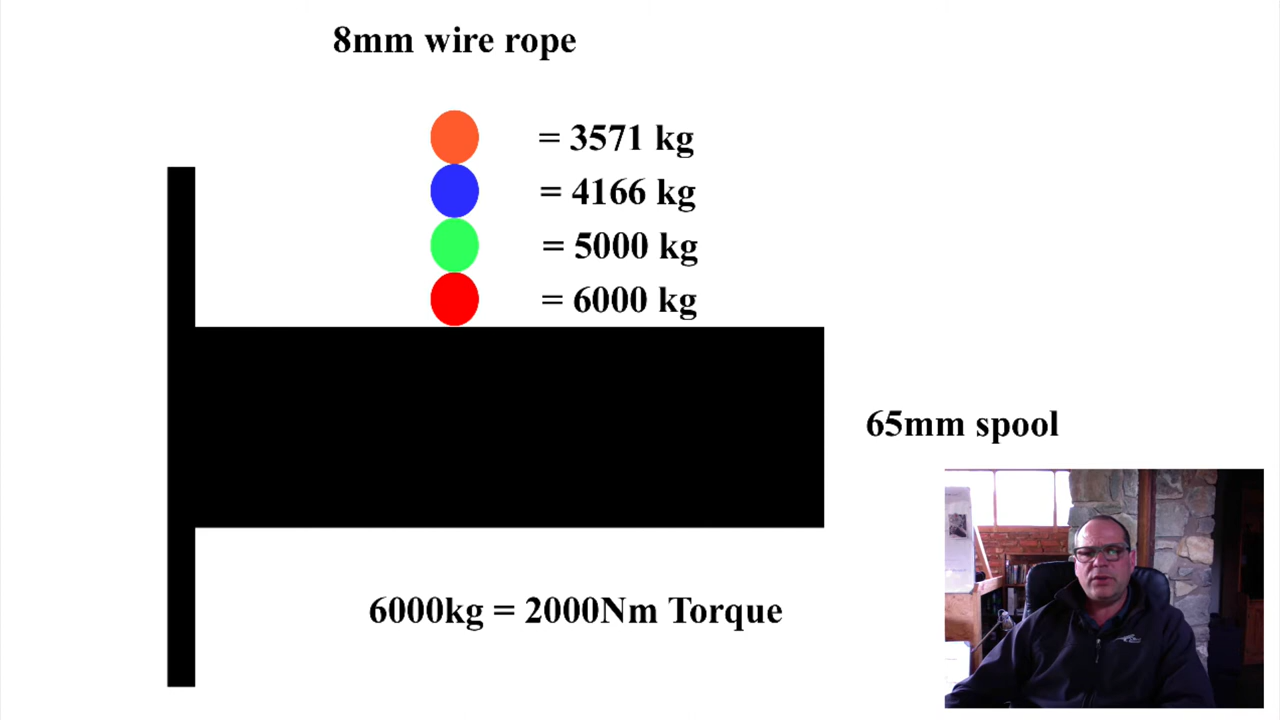 8mm wire rope
= 3571 kg
= 4166 kg
= 5000 kg
= 6000 kg
65mm spool
6000kg = 2000Nm Torque